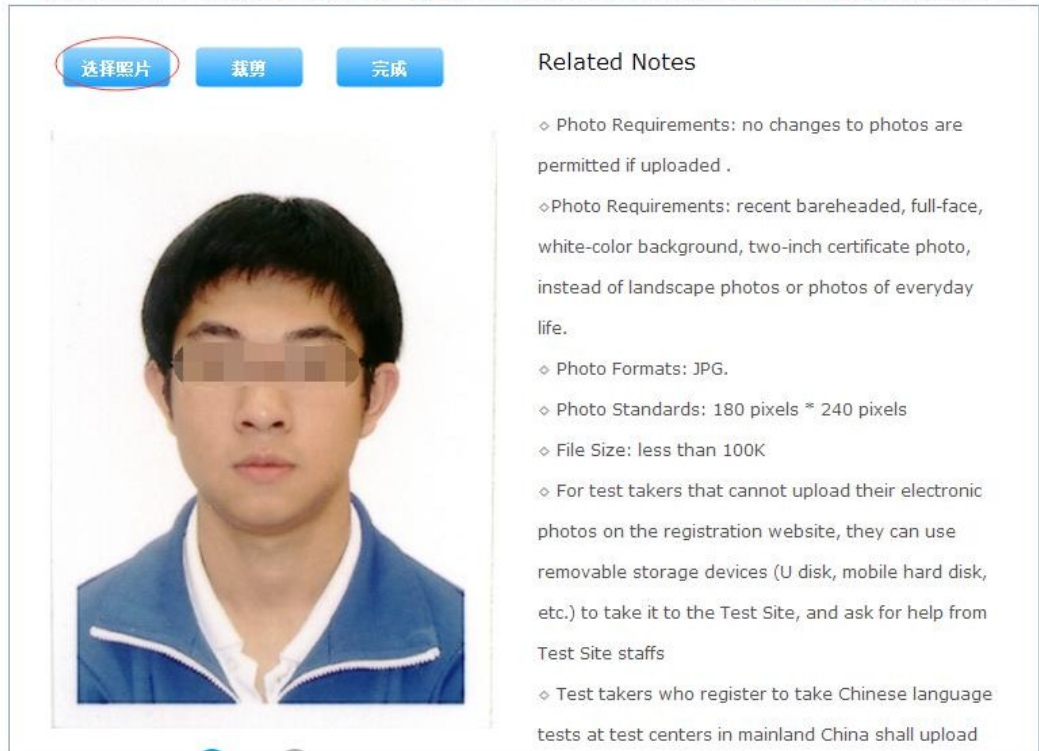 选择照片 裁剪 完成
Related Notes
◇ Photo Requirements: no changes to photos are
permitted if uploaded .
◇Photo Requirements: recent bareheaded, full-face,
white-color background, two-inch certificate photo,
instead of landscape photos or photos of everyday
life.
◇ Photo Formats: JPG.
◇ Photo Standards: 180 pixels * 240 pixels
◇ File Size: less than 100K
◇ For test takers that cannot upload their electronic
photos on the registration website, they can use
removable storage devices (U disk, mobile hard disk,
etc.) to take it to the Test Site, and ask for help from
Test Site staffs
◇ Test takers who register to take Chinese language
tests at test centers in mainland China shall upload